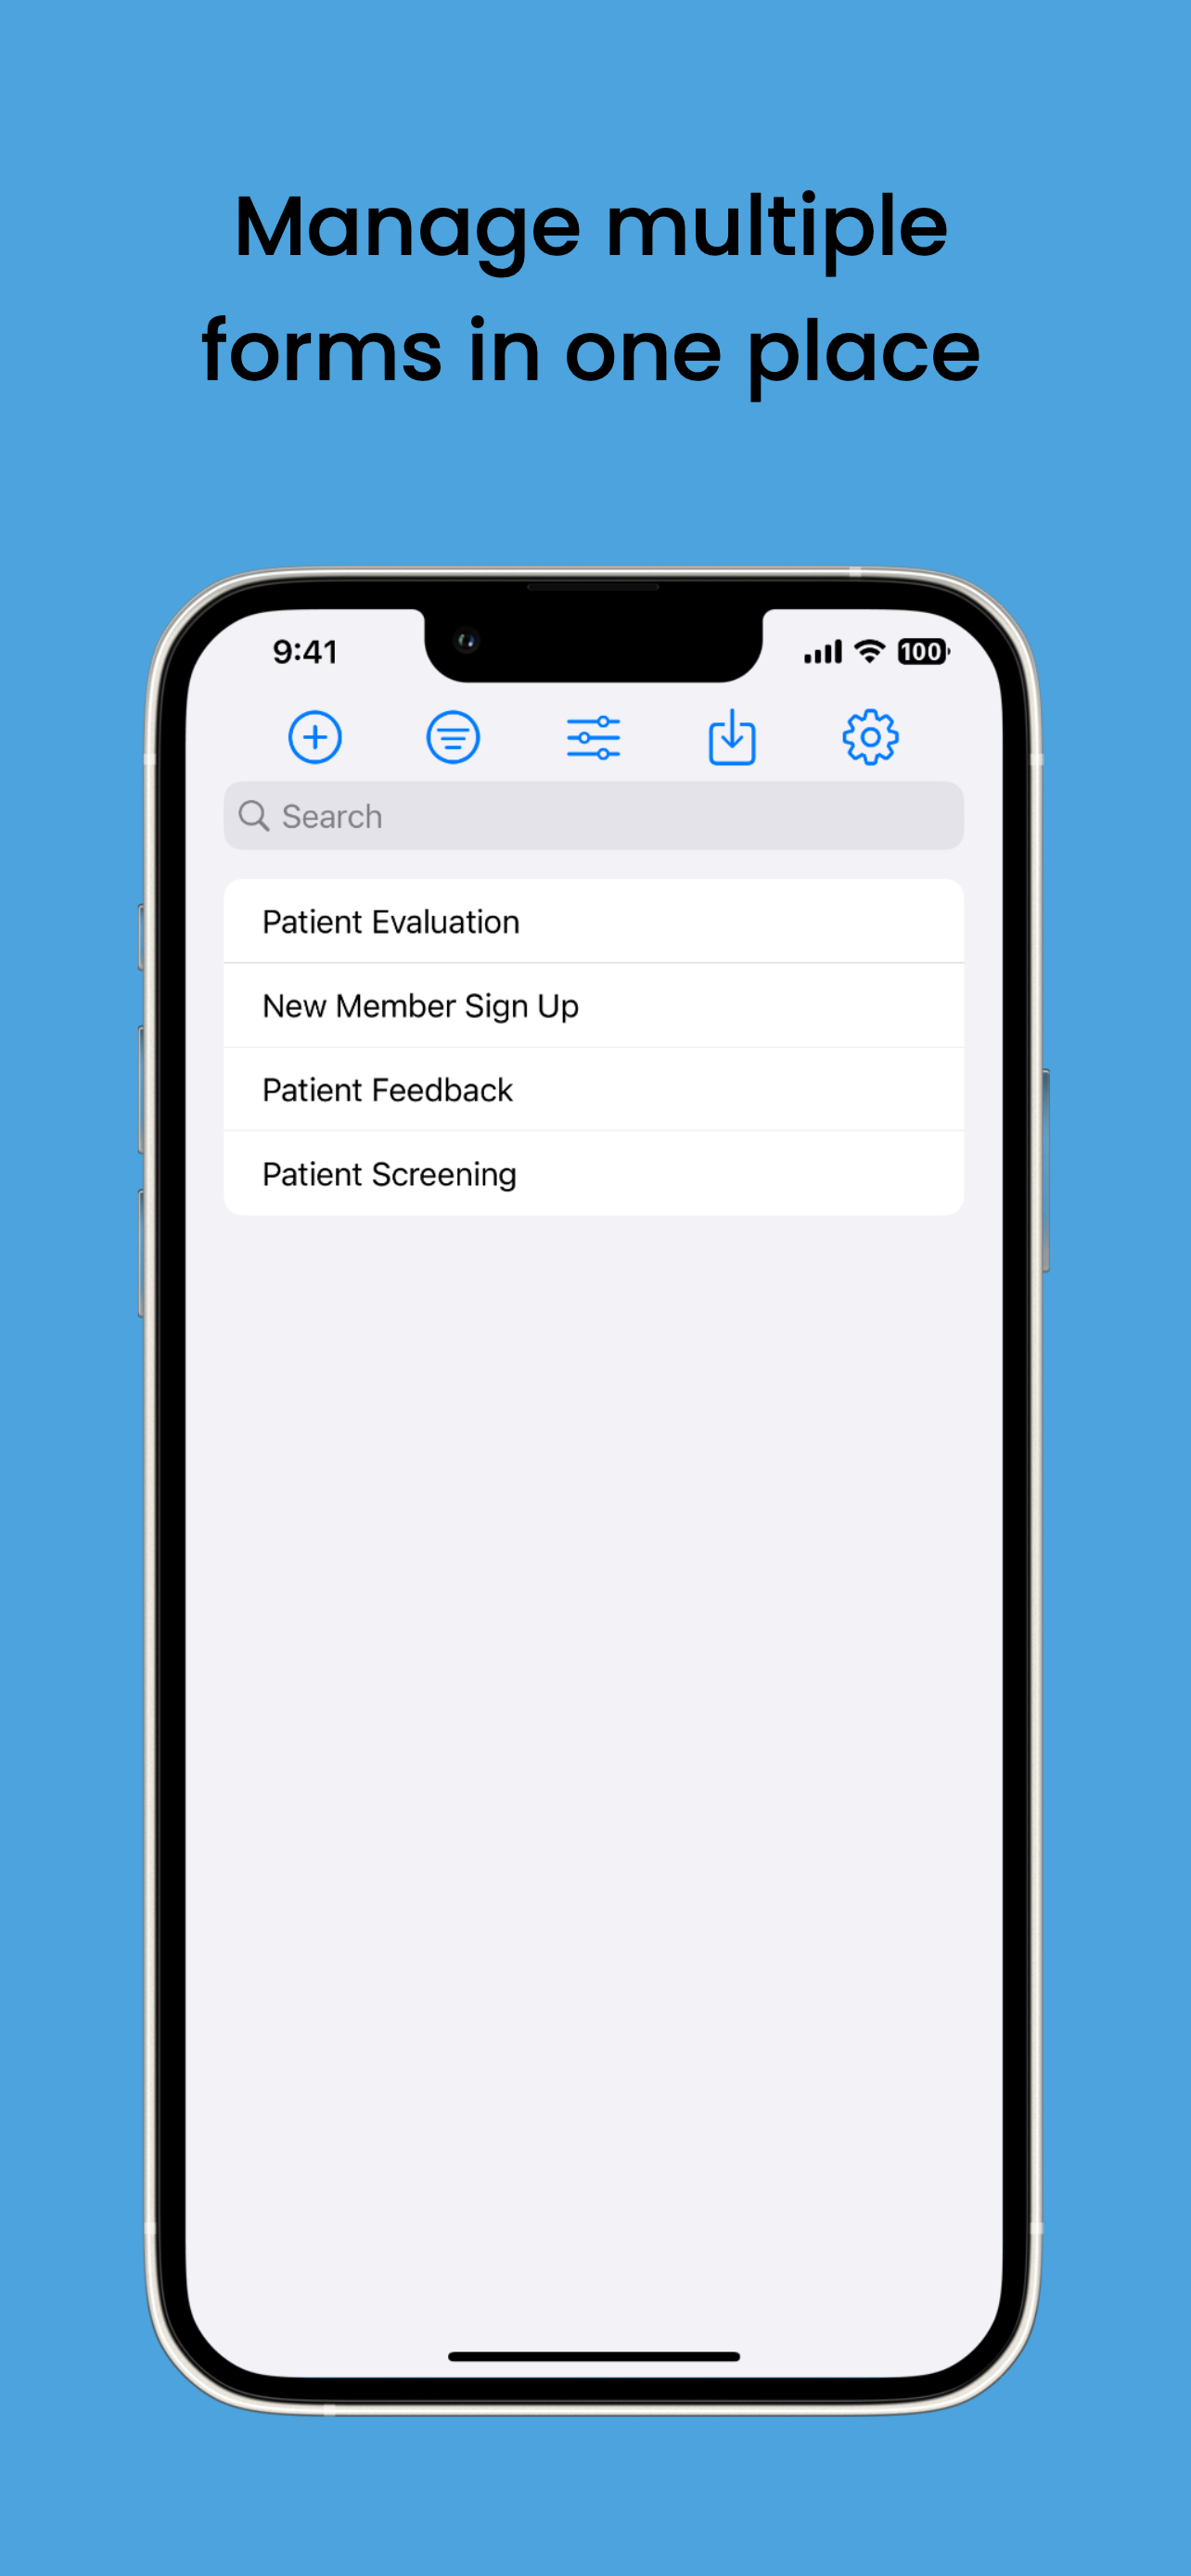 Manage multiple
forms in one place
9:41
100
Search
Patient Evaluation
New Member Sign Up
Patient Feedback
Patient Screening